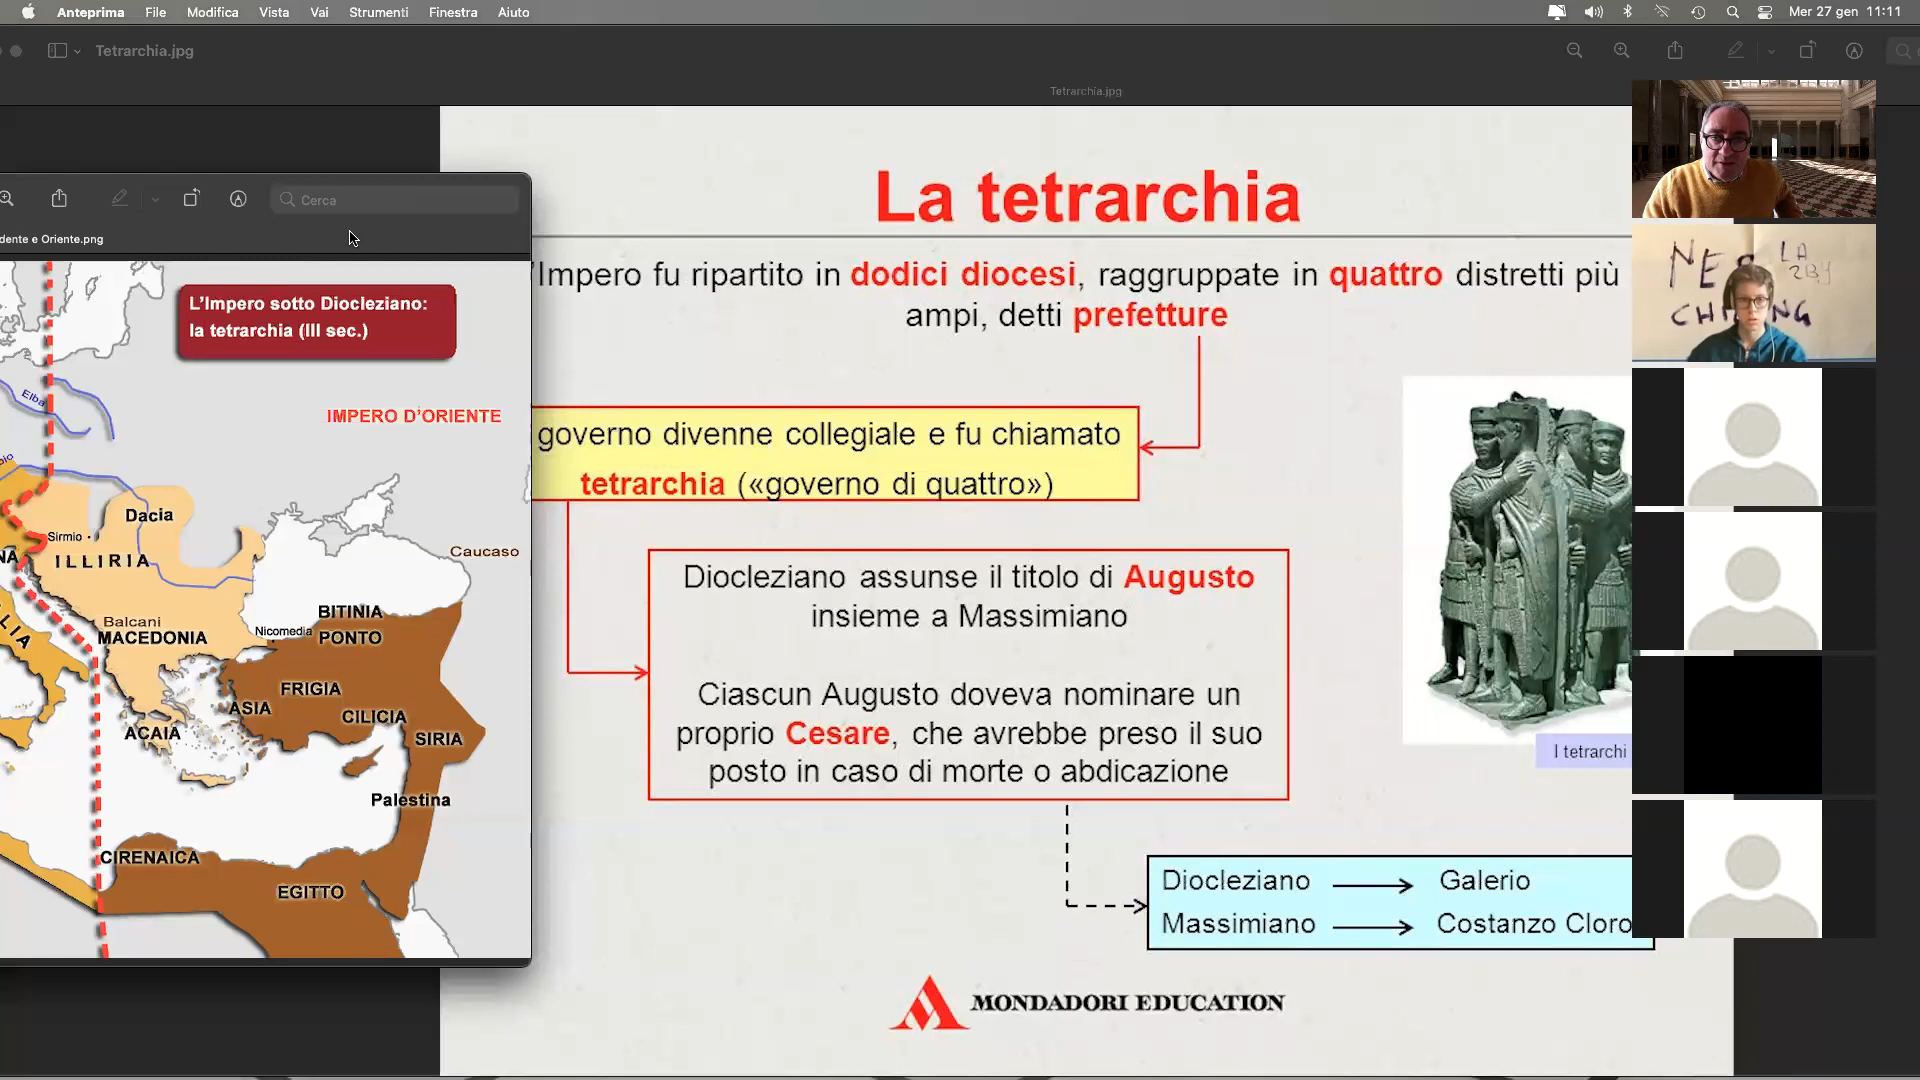 Anteprima File Modifica Vista Vai Strumenti Finestra Aiuto
Mer 27 gen 11:11
Tetrarchia.jpg
Tetrarchia.jpg
La tetrarchia
'Impero fu ripartito in dodici diocesi, raggruppate in quattro distretti più
ampi, detti prefetture
governo divenne collegiale e fu chiamato
tetrarchia («governo di quattro»)
Diocleziano assunse il titolo di Augusto
insieme a Massimiano
Ciascun Augusto doveva nominare un
proprio Cesare, che avrebbe preso il suo
posto in caso di morte o abdicazione
I tetrarchi
Diocleziano Galerio
Massimiano Costanzo Cloro
MONDADORI EDUCATION
Cerca
dente e Oriente.png
L'Impero sotto Diocleziano:
la tetrarchia (III sec.)
Elba
IMPERO D'ORIENTE
Dacia
Sirmio
ILLIRIA
Caucaso
BITINIA
Balcani
Nicomedia
MACEDONIA
PONTO
FRIGIA
ASIA
CILICIA
ACAIA
SIRIA
Palestina
CIRENAICA
EGITTO
LA